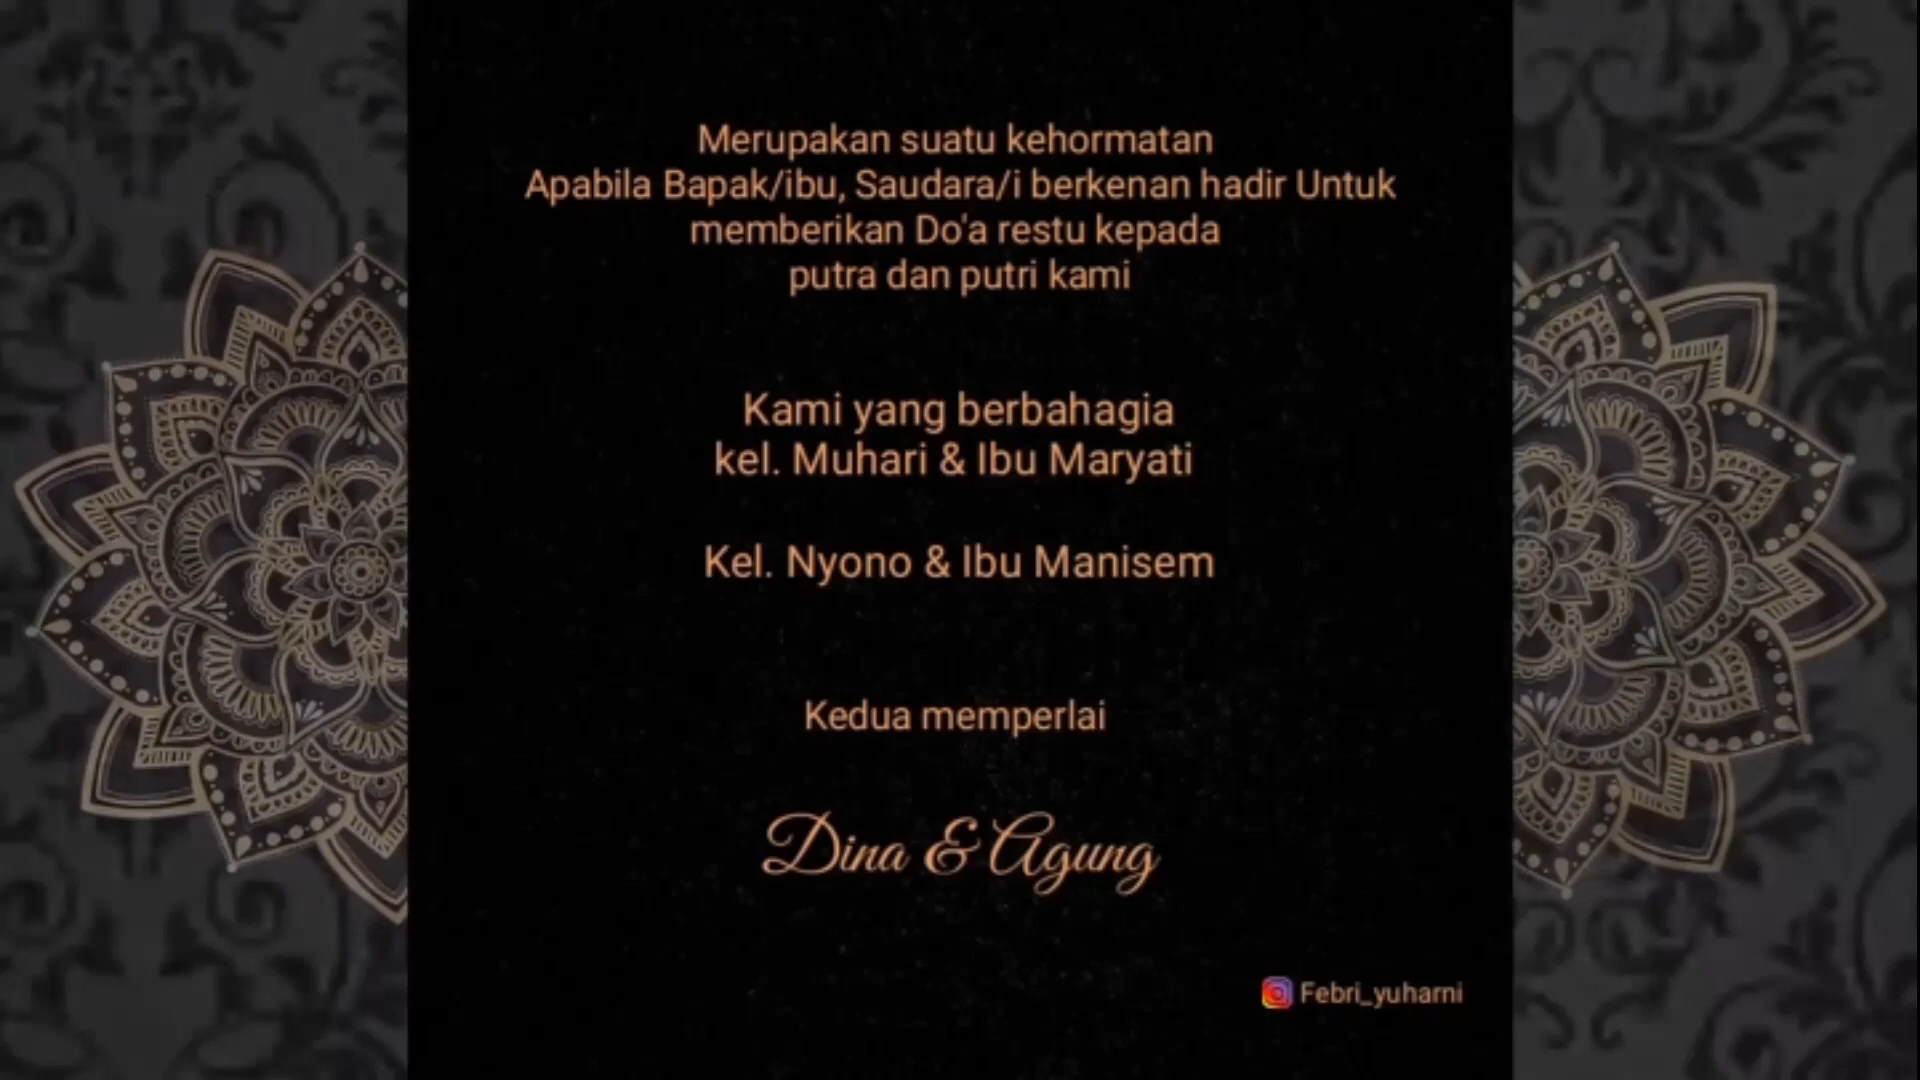 Merupakan suatu kehormatan
Apabila Bapak/ibu, Saudara/i berkenan hadir Untuk
memberikan Do'a restu kepada
putra dan putri kami
Kami yang berbahagia
kel. Muhari & Ibu Maryati
Kel. Nyono & Ibu Manisem
Kedua memperlai
Dina & Agung
Febri_yuharni